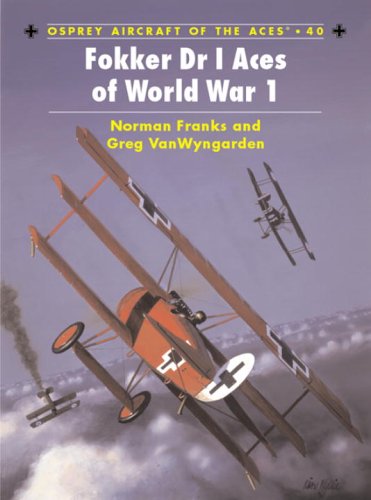 OSPREY AIRCRAFT OF THE ACES® • 40
Fokker Dr I Aces
of World War 1
Norman Franks and
Greg VanWyngarden